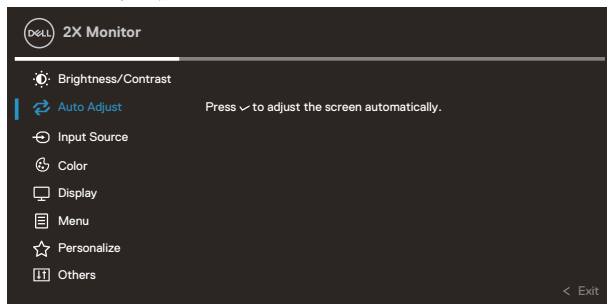 DELL 2X Monitor
Brightness/Contrast
Auto Adjust Press ✓ to adjust the screen automatically.
Input Source
Color
Display
Menu
Personalize
Others
< Exit